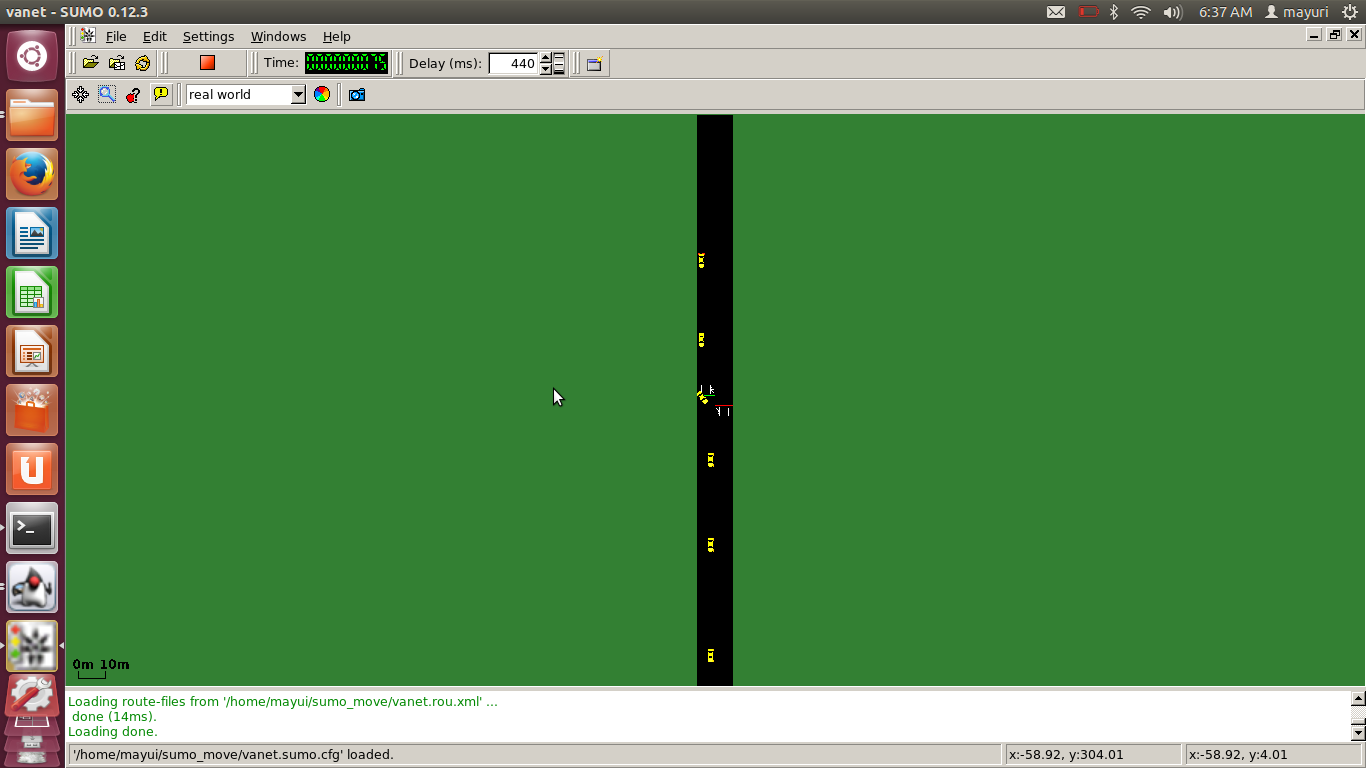 vanet - SUMO 0.12.3
6:37 AM mayuri
File Edit Settings Windows Help
Time: Delay (ms): 440
real world
0m 10m
Loading route-files from '/home/mayui/sumo_move/vanet.rou.xml' ...
done (14ms).
Loading done.
'/home/mayui/sumo_move/vanet.sumo.cfg' loaded.
x:-58.92, y:304.01
x:-58.92, y:4.01